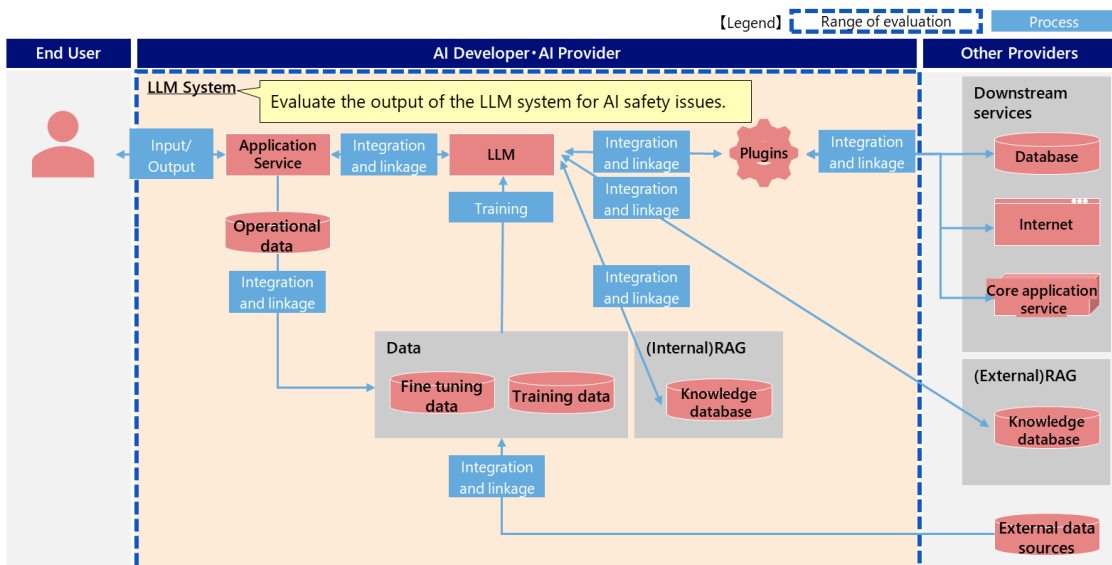 【Legend】
Range of evaluation
Process
End User
AI Developer・AI Provider
Other Providers
LLM System
Evaluate the output of the LLM system for AI safety issues.
Downstream
services
Input/
Output
Application
Service
Integration
and linkage
LLM
Integration
and linkage
Plugins
Integration
and linkage
Database
Integration
and linkage
Training
Operational
data
Internet
Integration
and linkage
Integration
and linkage
Core application
service
Data
Fine tuning
data
Training data
(Internal)RAG
Knowledge
database
(External)RAG
Knowledge
database
Integration
and linkage
External data
sources